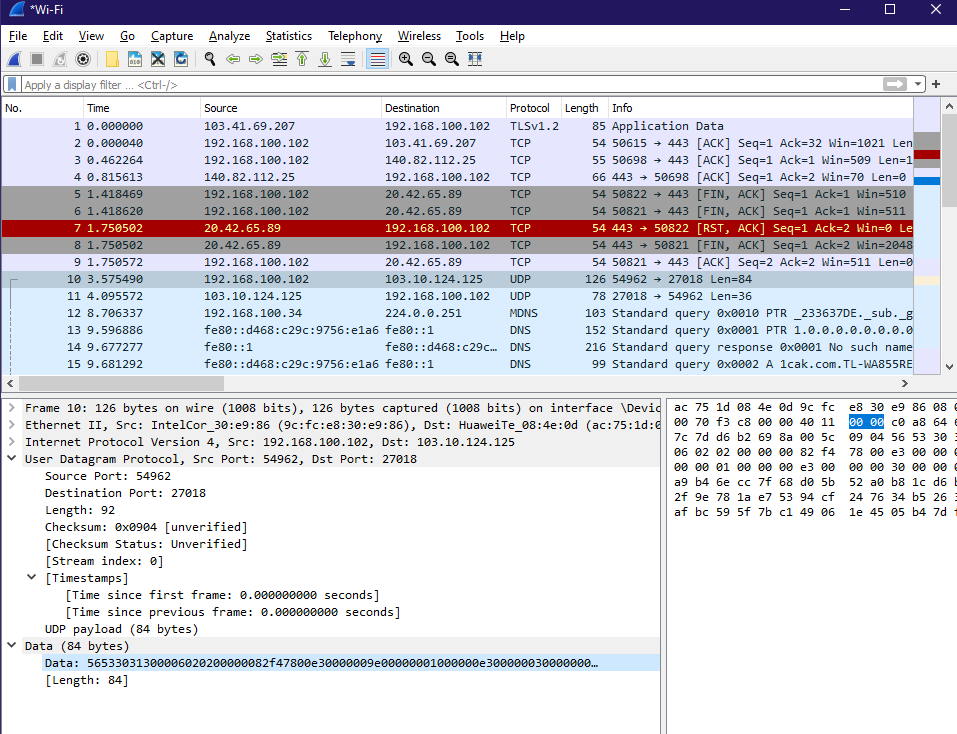 *Wi-Fi
File Edit View Go Capture Analyze Statistics Telephony Wireless Tools Help
Apply a display filter ... <Ctrl-/>
No. Time Source Destination Protocol Length Info
1 0.000000 103.41.69.207 192.168.100.102 TLSv1.2 85 Application Data
2 0.000040 192.168.100.102 103.41.69.207 TCP 54 50615 → 443 [ACK] Seq=1 Ack=32 Win=1021 Len
3 0.462264 192.168.100.102 140.82.112.25 TCP 55 50698 → 443 [ACK] Seq=1 Ack=1 Win=509 Len
4 0.815613 140.82.112.25 192.168.100.102 TCP 66 443 → 50698 [ACK] Seq=1 Ack=2 Win=70 Len=0
5 1.418469 192.168.100.102 20.42.65.89 TCP 54 50822 → 443 [FIN, ACK] Seq=1 Ack=1 Win=510
6 1.418620 192.168.100.102 20.42.65.89 TCP 54 50821 → 443 [FIN, ACK] Seq=1 Ack=1 Win=511
7 1.750502 20.42.65.89 192.168.100.102 TCP 54 443 → 50822 [RST, ACK] Seq=1 Ack=2 Win=0 Le
8 1.750502 20.42.65.89 192.168.100.102 TCP 54 443 → 50821 [FIN, ACK] Seq=1 Ack=2 Win=2048
9 1.750572 192.168.100.102 20.42.65.89 TCP 54 50821 → 443 [ACK] Seq=2 Ack=2 Win=511 Len=0
10 3.575490 192.168.100.102 103.10.124.125 UDP 126 54962 → 27018 Len=84
11 4.095572 103.10.124.125 192.168.100.102 UDP 78 27018 → 54962 Len=36
12 8.706337 192.168.100.34 224.0.0.251 MDNS 103 Standard query 0x0010 PTR _233637DE._sub._g
13 9.596886 fe80::d468:c29c:9756:e1a6 fe80::1 DNS 152 Standard query 0x0001 PTR 1.0.0.0.0.0.0.0
14 9.677277 fe80::1 fe80::d468:c29c… DNS 216 Standard query response 0x0001 No such name
15 9.681292 fe80::d468:c29c:9756:e1a6 fe80::1 DNS 99 Standard query 0x0002 A 1cak.com.TL-WA855RE
Frame 10: 126 bytes on wire (1008 bits), 126 bytes captured (1008 bits) on interface \Devic
Ethernet II, Src: IntelCor_30:e9:86 (9c:fc:e8:30:e9:86), Dst: HuaweiTe_08:4e:0d (ac:75:1d:0
Internet Protocol Version 4, Src: 192.168.100.102, Dst: 103.10.124.125
User Datagram Protocol, Src Port: 54962, Dst Port: 27018
Source Port: 54962
Destination Port: 27018
Length: 92
Checksum: 0x0904 [unverified]
[Checksum Status: Unverified]
[Stream index: 0]
[Timestamps]
[Time since first frame: 0.000000000 seconds]
[Time since previous frame: 0.000000000 seconds]
UDP payload (84 bytes)
Data (84 bytes)
Data: 56533031300006020200000082f47800e30000009e00000001000000e300000030000000…
[Length: 84]
ac 75 1d 08 4e 0d 9c fc e8 30 e9 86 08 0
00 70 f3 c8 00 00 40 11 00 00 c0 a8 64 6
7c 7d d6 b2 69 8a 00 5c 09 04 56 53 30 3
06 02 02 00 00 00 82 f4 78 00 e3 00 00 0
00 00 01 00 00 00 e3 00 00 00 30 00 00 0
a9 b4 6e cc 7f 68 d0 5b 52 a0 b8 1c d6 b
2f 9e 78 1a e7 53 94 cf 24 76 34 b5 26 3
af bc 59 5f 7b c1 49 06 1e 45 05 b4 7d